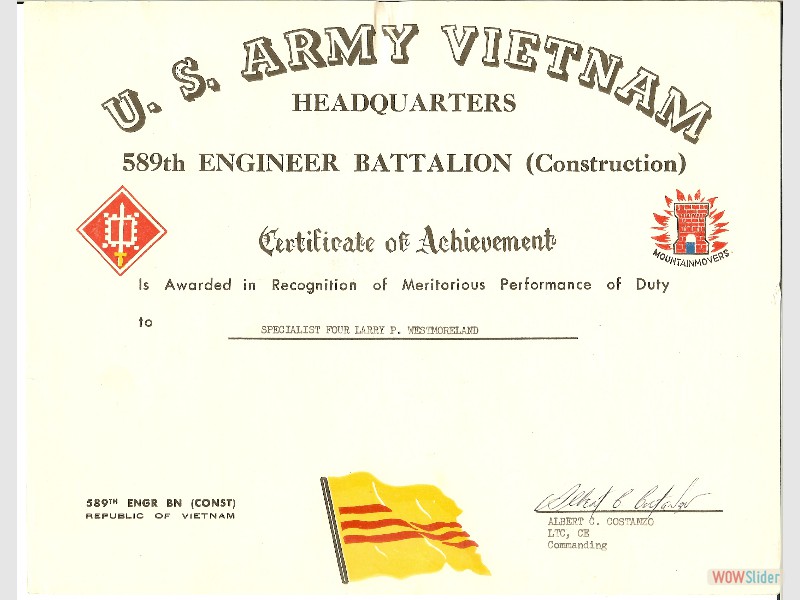 U. S. ARMY VIETNAM
HEADQUARTERS
589th ENGINEER BATTALION (Construction)
Certificate of Achievement
MOUNTAINMOVERS
Is Awarded in Recognition of Meritorious Performance of Duty
to SPECIALIST FOUR LARRY P. WESTMORELAND
589TH ENGR BN (CONST)
REPUBLIC OF VIETNAM
Albert C Costanzo
ALBERT C. COSTANZO
LTC, CE
Commanding
WOWSlider